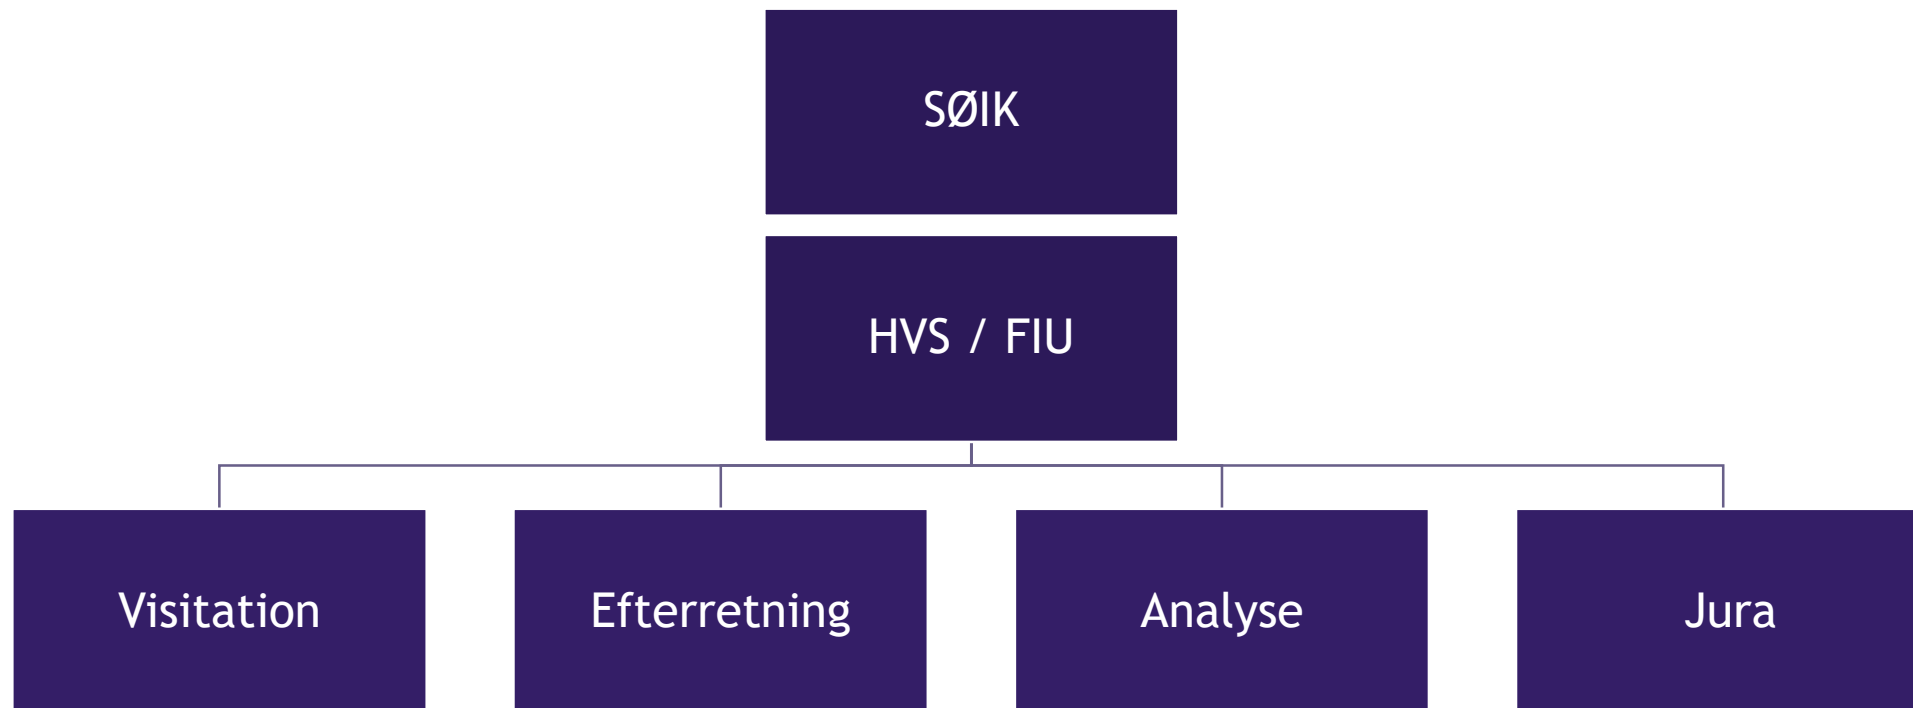 SØIK
HVS / FIU
Visitation
Efterretning
Analyse
Jura